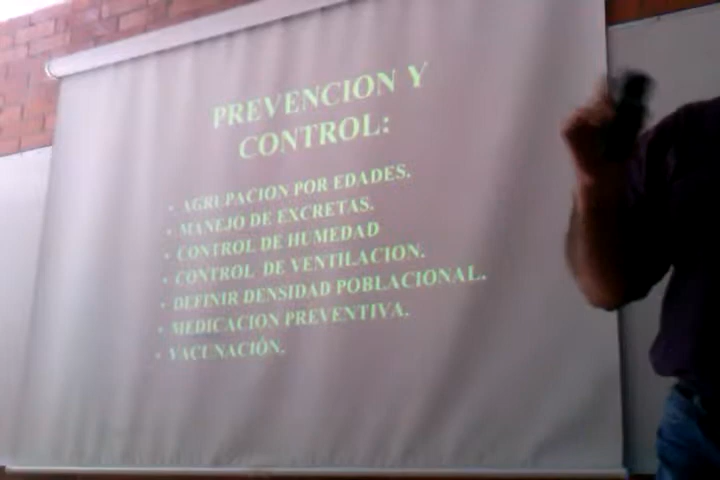 PREVENCION Y
CONTROL:
• AGRUPACION POR EDADES.
• MANEJO DE EXCRETAS.
• CONTROL DE HUMEDAD
• CONTROL DE VENTILACION.
• DEFINIR DENSIDAD POBLACIONAL.
• MEDICACION PREVENTIVA.
• VACUNACIÓN.